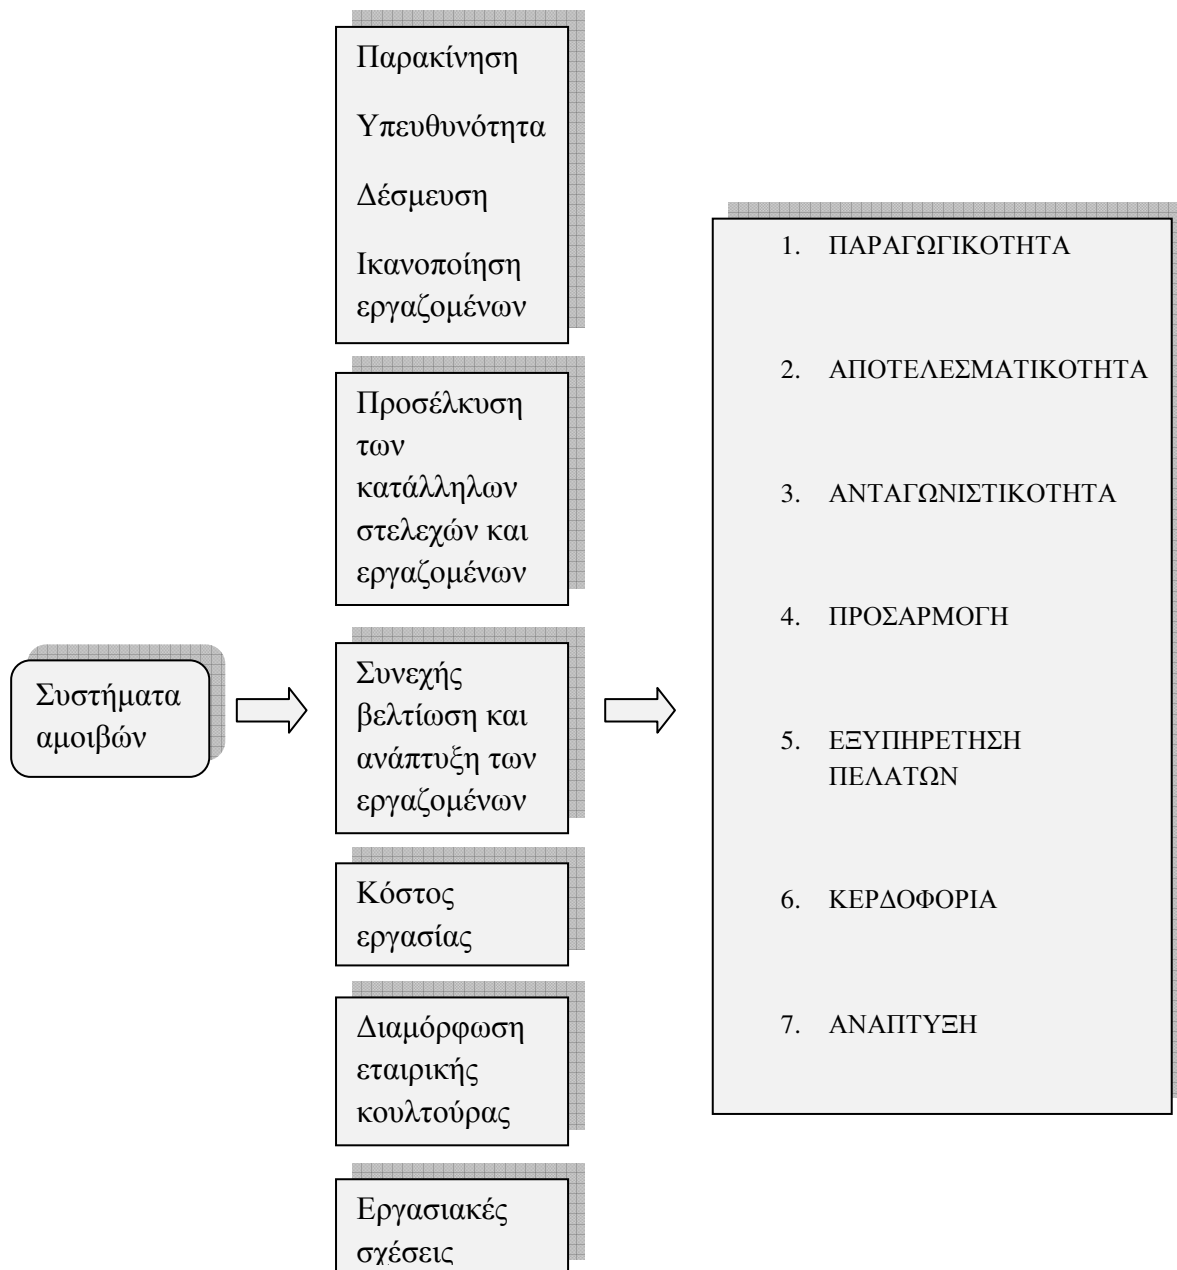 Συστήματα
αμοιβών
Παρακίνηση
Υπευθυνότητα
Δέσμευση
Ικανοποίηση
εργαζομένων
Προσέλκυση
των
κατάλληλων
στελεχών και
εργαζομένων
Συνεχής
βελτίωση και
ανάπτυξη των
εργαζομένων
Κόστος
εργασίας
Διαμόρφωση
εταιρικής
κουλτούρας
Εργασιακές
σχέσεις
1. ΠΑΡΑΓΩΓΙΚΟΤΗΤΑ
2. ΑΠΟΤΕΛΕΣΜΑΤΙΚΟΤΗΤΑ
3. ΑΝΤΑΓΩΝΙΣΤΙΚΟΤΗΤΑ
4. ΠΡΟΣΑΡΜΟΓΗ
5. ΕΞΥΠΗΡΕΤΗΣΗ
ΠΕΛΑΤΩΝ
6. ΚΕΡΔΟΦΟΡΙΑ
7. ΑΝΑΠΤΥΞΗ